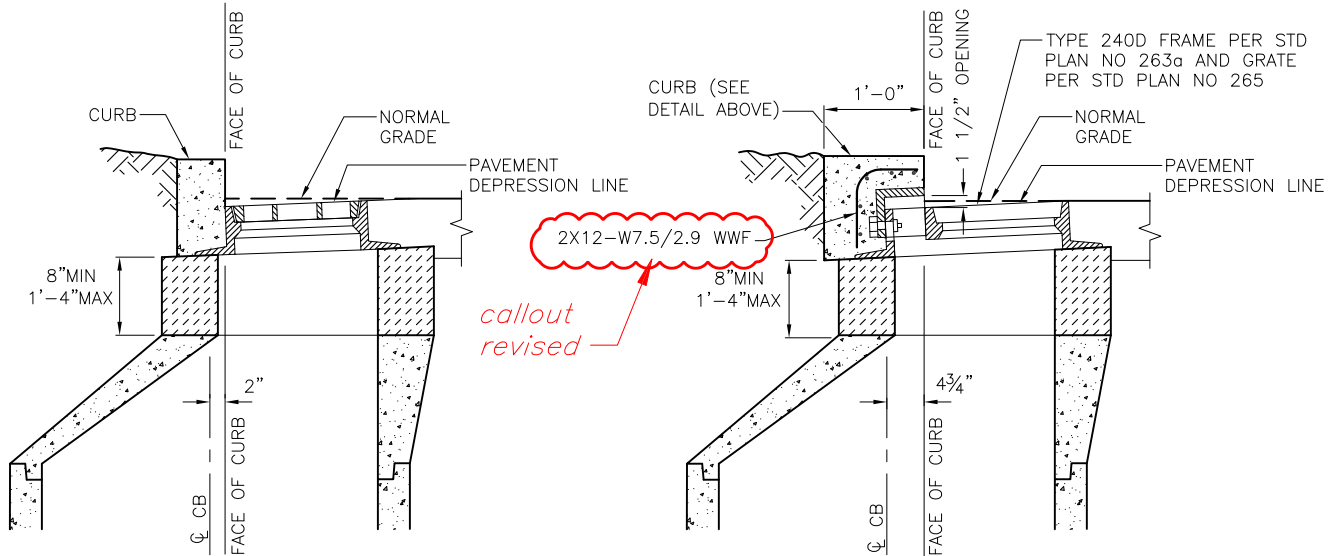 FACE OF CURB
CURB
NORMAL
GRADE
PAVEMENT
DEPRESSION LINE
8"MIN
1'-4"MAX
2"
℄ CB
FACE OF CURB
FACE OF CURB
1 1/2" OPENING
TYPE 240D FRAME PER STD
PLAN NO 263a AND GRATE
PER STD PLAN NO 265
CURB (SEE
DETAIL ABOVE)
1'-0"
NORMAL
GRADE
PAVEMENT
DEPRESSION LINE
2X12-W7.5/2.9 WWF
callout
revised
8"MIN
1'-4"MAX
4¾"
℄ CB
FACE OF CURB